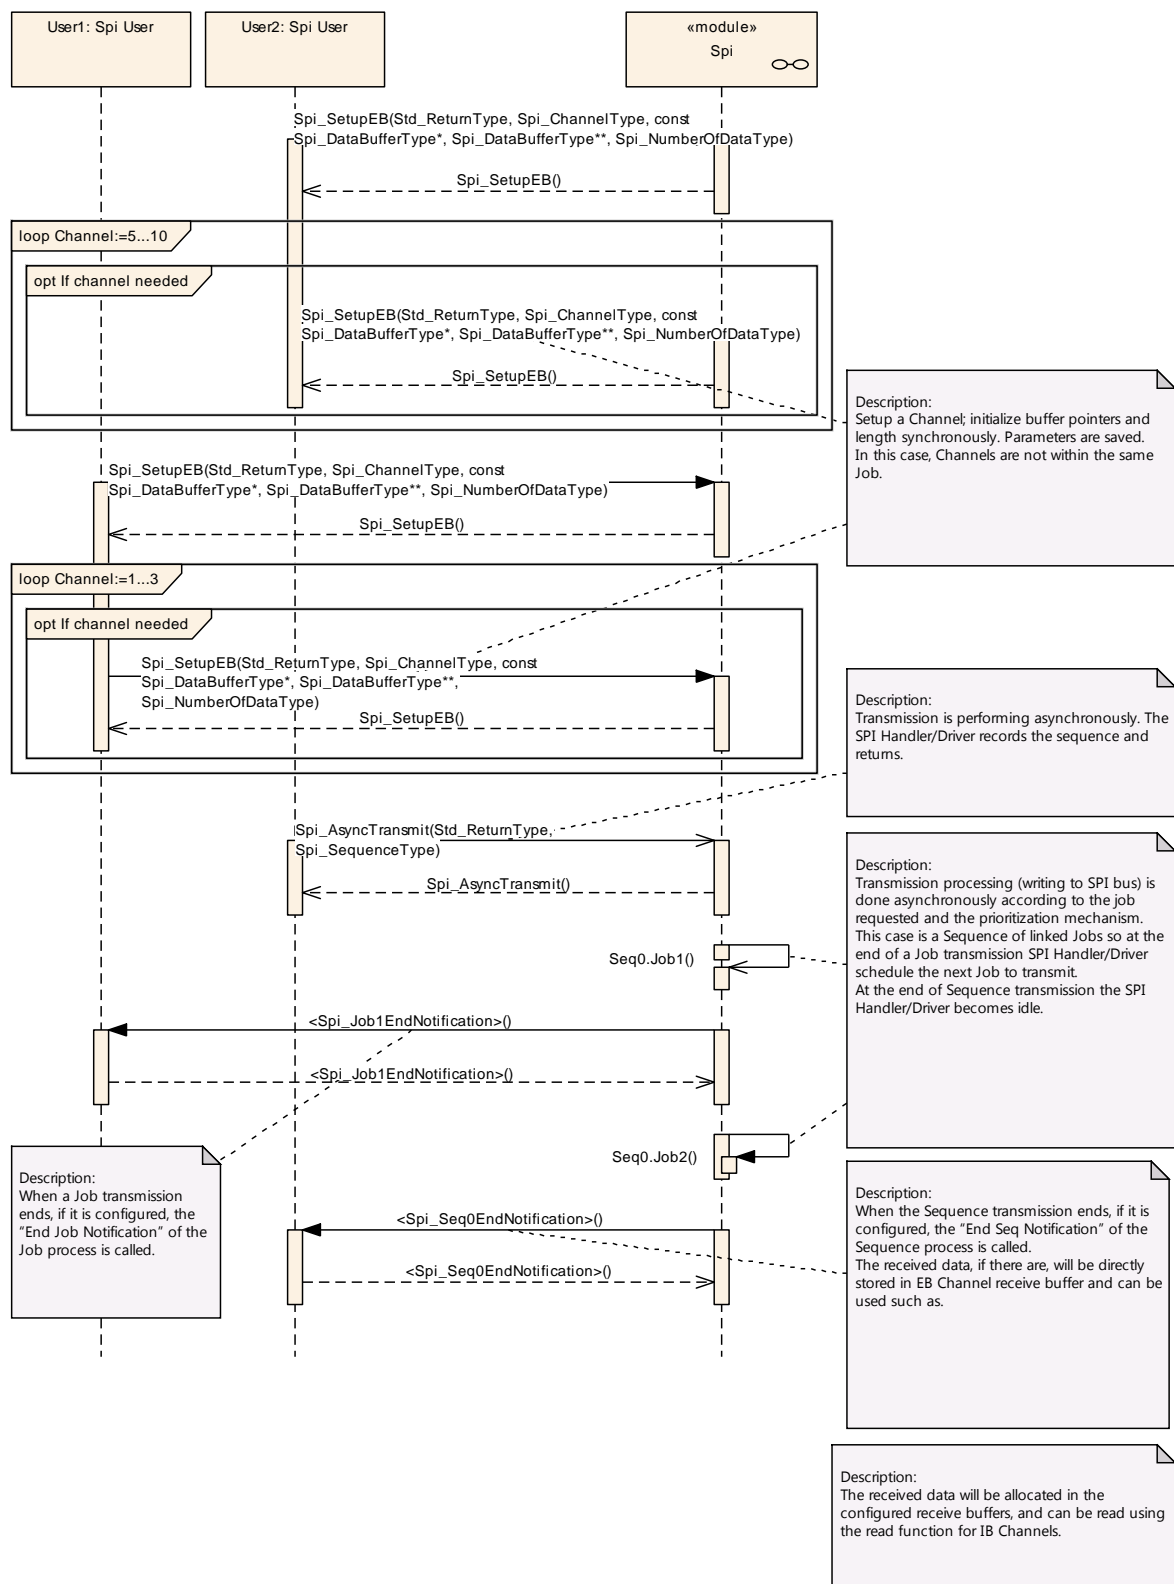 User1: Spi User
User2: Spi User
«module»
Spi
Spi_SetupEB(Std_ReturnType, Spi_ChannelType, const
Spi_DataBufferType*, Spi_DataBufferType**, Spi_NumberOfDataType)
Spi_SetupEB()
loop Channel:=5...10
opt If channel needed
Spi_SetupEB(Std_ReturnType, Spi_ChannelType, const
Spi_DataBufferType*, Spi_DataBufferType**, Spi_NumberOfDataType)
Spi_SetupEB()
Description:
Setup a Channel; initialize buffer pointers and
length synchronously. Parameters are saved.
In this case, Channels are not within the same
Job.
Spi_SetupEB(Std_ReturnType, Spi_ChannelType, const
Spi_DataBufferType*, Spi_DataBufferType**, Spi_NumberOfDataType)
Spi_SetupEB()
loop Channel:=1...3
opt If channel needed
Spi_SetupEB(Std_ReturnType, Spi_ChannelType, const
Spi_DataBufferType*, Spi_DataBufferType**,
Spi_NumberOfDataType)
Spi_SetupEB()
Description:
Transmission is performing asynchronously. The
SPI Handler/Driver records the sequence and
returns.
Spi_AsyncTransmit(Std_ReturnType,
Spi_SequenceType)
Spi_AsyncTransmit()
Description:
Transmission processing (writing to SPI bus) is
done asynchronously according to the job
requested and the prioritization mechanism.
This case is a Sequence of linked Jobs so at the
end of a Job transmission SPI Handler/Driver
schedule the next Job to transmit.
At the end of Sequence transmission the SPI
Handler/Driver becomes idle.
Seq0.Job1()
<Spi_Job1EndNotification>()
<Spi_Job1EndNotification>()
Seq0.Job2()
Description:
When a Job transmission
ends, if it is configured, the
“End Job Notification” of the
Job process is called.
<Spi_Seq0EndNotification>()
<Spi_Seq0EndNotification>()
Description:
When the Sequence transmission ends, if it is
configured, the “End Seq Notification” of the
Sequence process is called.
The received data, if there are, will be directly
stored in EB Channel receive buffer and can be
used such as.
Description:
The received data will be allocated in the
configured receive buffers, and can be read using
the read function for IB Channels.